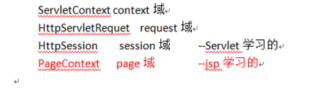 ServletContext context 域
HttpServletRequet request 域
HttpSession session 域 --Servlet 学习的
PageContext page 域 --jsp 学习的